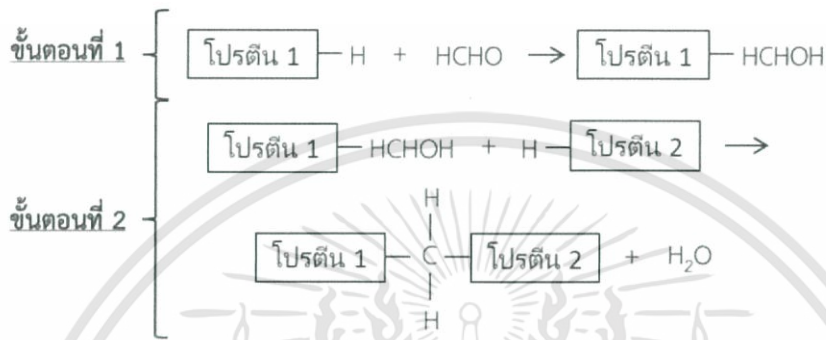 ขั้นตอนที่ 1 โปรตีน 1 — H + HCHO → โปรตีน 1 — HCHOH
โปรตีน 1 — HCHOH + H — โปรตีน 2 →
ขั้นตอนที่ 2
H
โปรตีน 1 — C — โปรตีน 2 + H₂O
H